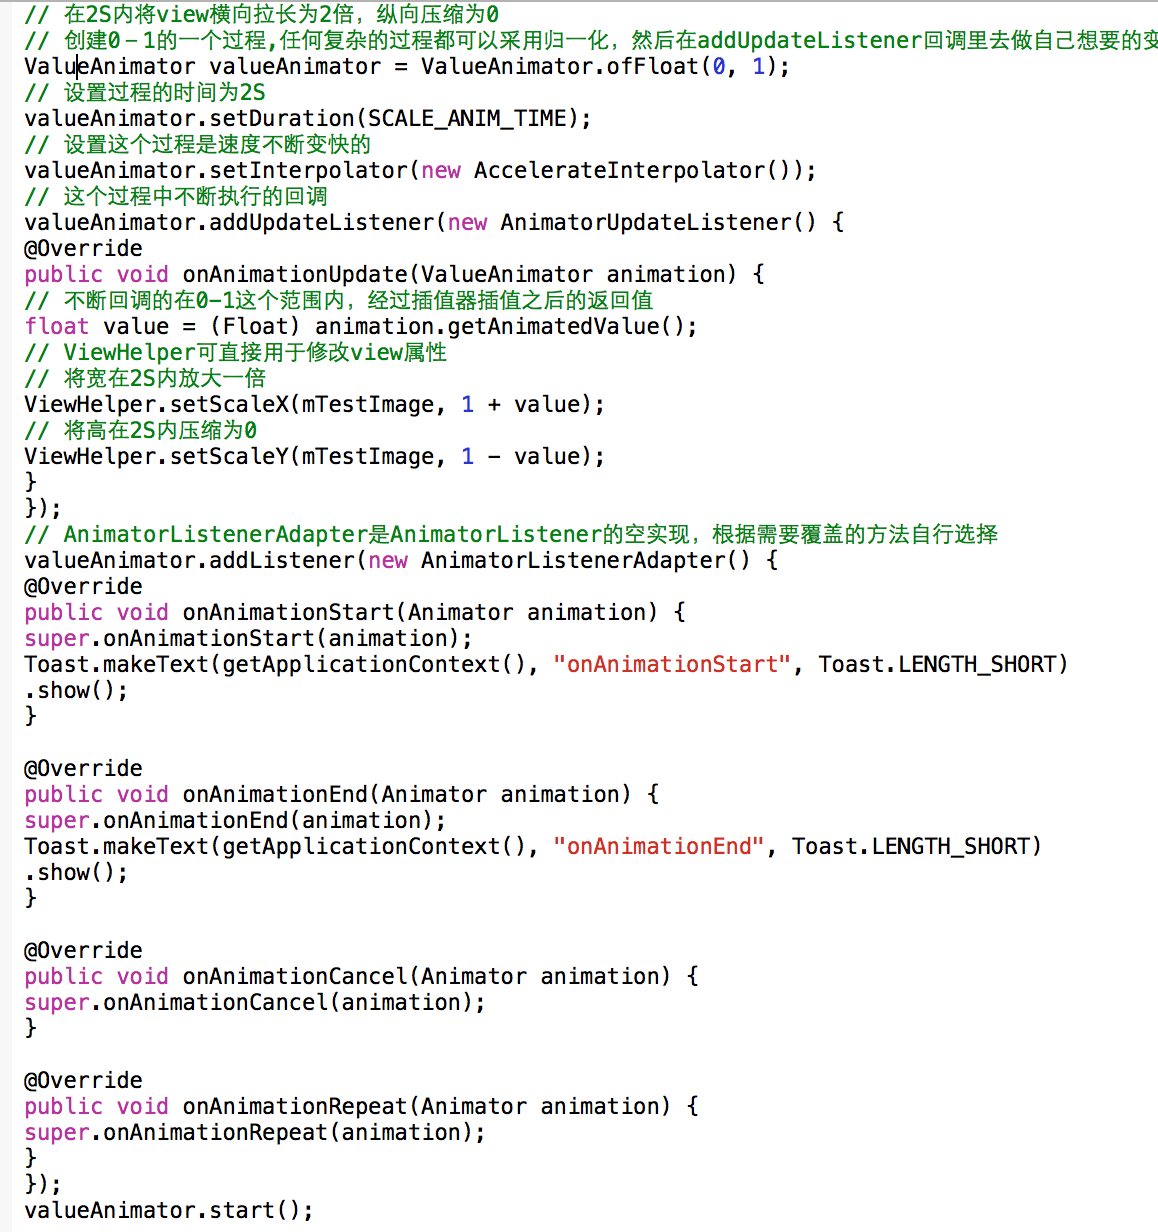 // 在2S内将view横向拉长为2倍，纵向压缩为0
// 创建0－1的一个过程,任何复杂的过程都可以采用归一化，然后在addUpdateListener回调里去做自己想要的变
ValueAnimator valueAnimator = ValueAnimator.ofFloat(0, 1);
// 设置过程的时间为2S
valueAnimator.setDuration(SCALE_ANIM_TIME);
// 设置这个过程是速度不断变快的
valueAnimator.setInterpolator(new AccelerateInterpolator());
// 这个过程中不断执行的回调
valueAnimator.addUpdateListener(new AnimatorUpdateListener() {
@Override
public void onAnimationUpdate(ValueAnimator animation) {
// 不断回调的在0-1这个范围内，经过插值器插值之后的返回值
float value = (Float) animation.getAnimatedValue();
// ViewHelper可直接用于修改view属性
// 将宽在2S内放大一倍
ViewHelper.setScaleX(mTestImage, 1 + value);
// 将高在2S内压缩为0
ViewHelper.setScaleY(mTestImage, 1 - value);
}
});
// AnimatorListenerAdapter是AnimatorListener的空实现，根据需要覆盖的方法自行选择
valueAnimator.addListener(new AnimatorListenerAdapter() {
@Override
public void onAnimationStart(Animator animation) {
super.onAnimationStart(animation);
Toast.makeText(getApplicationContext(), "onAnimationStart", Toast.LENGTH_SHORT)
.show();
}

@Override
public void onAnimationEnd(Animator animation) {
super.onAnimationEnd(animation);
Toast.makeText(getApplicationContext(), "onAnimationEnd", Toast.LENGTH_SHORT)
.show();
}

@Override
public void onAnimationCancel(Animator animation) {
super.onAnimationCancel(animation);
}

@Override
public void onAnimationRepeat(Animator animation) {
super.onAnimationRepeat(animation);
}
});
valueAnimator.start();